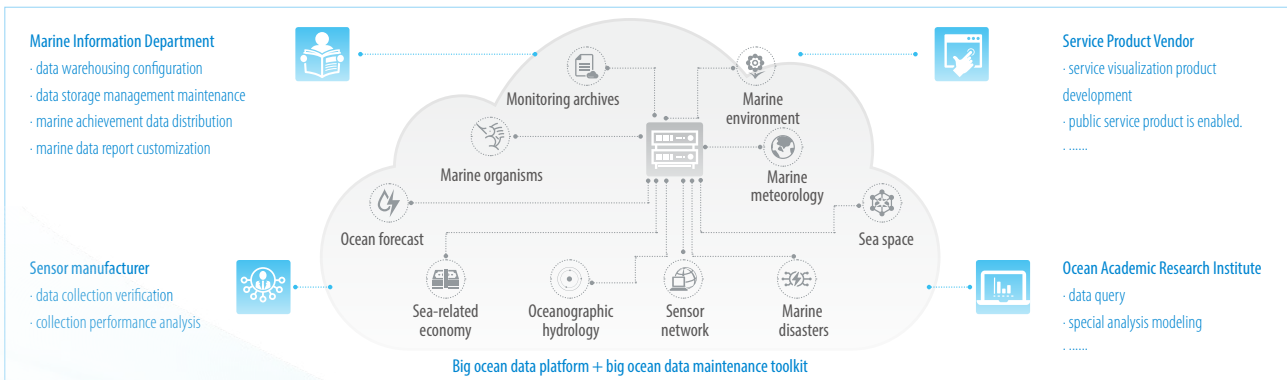 Marine Information Department
· data warehousing configuration
· data storage management maintenance
· marine achievement data distribution
· marine data report customization
Sensor manufacturer
· data collection verification
· collection performance analysis
Monitoring archives
Marine
environment
Marine organisms
Marine
meteorology
Ocean forecast
Sea space
Sea-related
economy
Oceanographic
hydrology
Sensor
network
Marine
disasters
Big ocean data platform + big ocean data maintenance toolkit
Service Product Vendor
· service visualization product
development
· public service product is enabled.
· ......
Ocean Academic Research Institute
· data query
· special analysis modeling
· ......